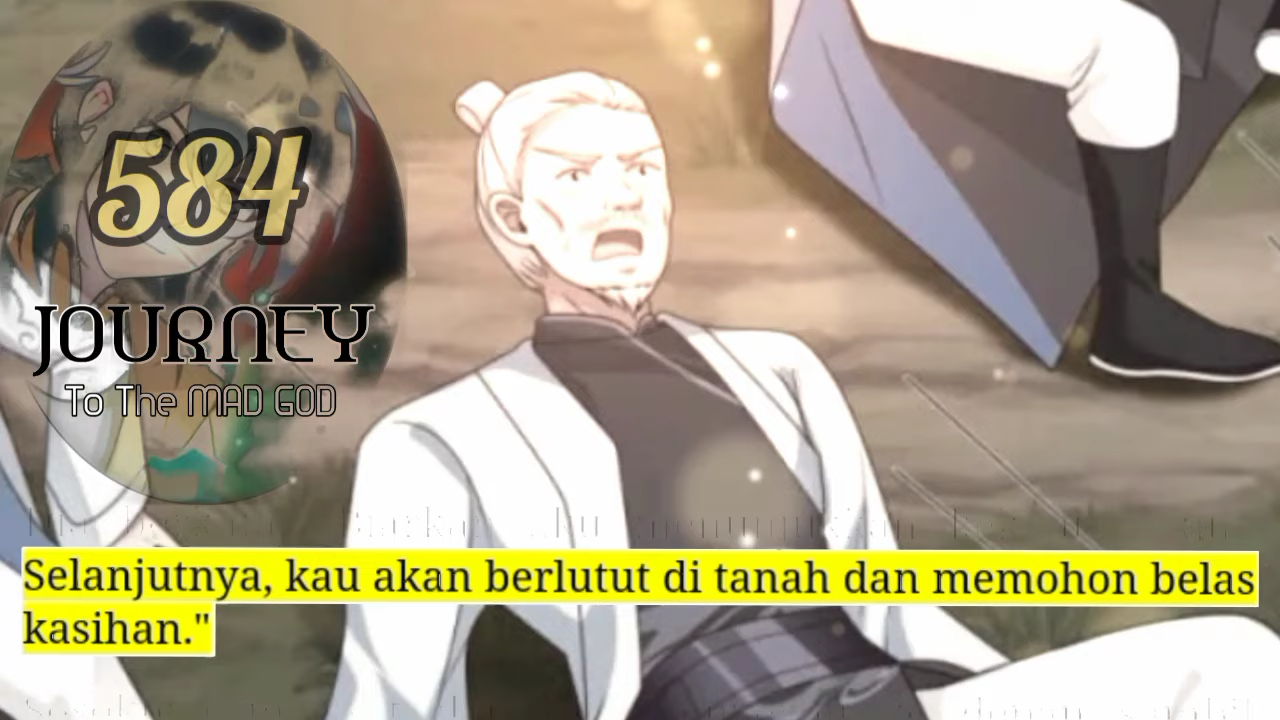 584
JOURNEY
To The MAD GOD
Selanjutnya, kau akan berlutut di tanah dan memohon belas
kasihan."